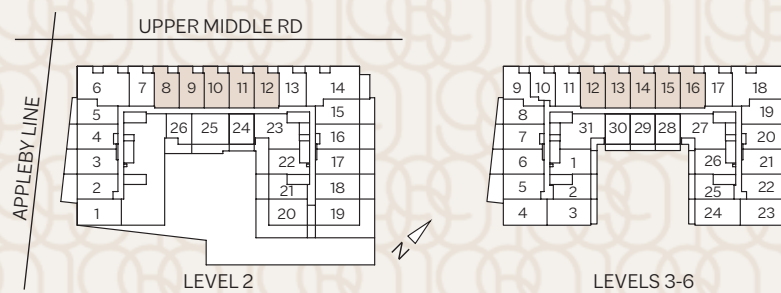 UPPER MIDDLE RD
APPLEBY LINE
6 7 8 9 10 11 12 13 14
5 15
26 25 24 23
4 16
3 22 17
2 21 18
1 20 19
N
LEVEL 2
9 10 11 12 13 14 15 16 17 18
8 19
31 30 29 28 27
7 20
6 1 26 21
5 2 25 22
4 3 24 23
LEVELS 3-6